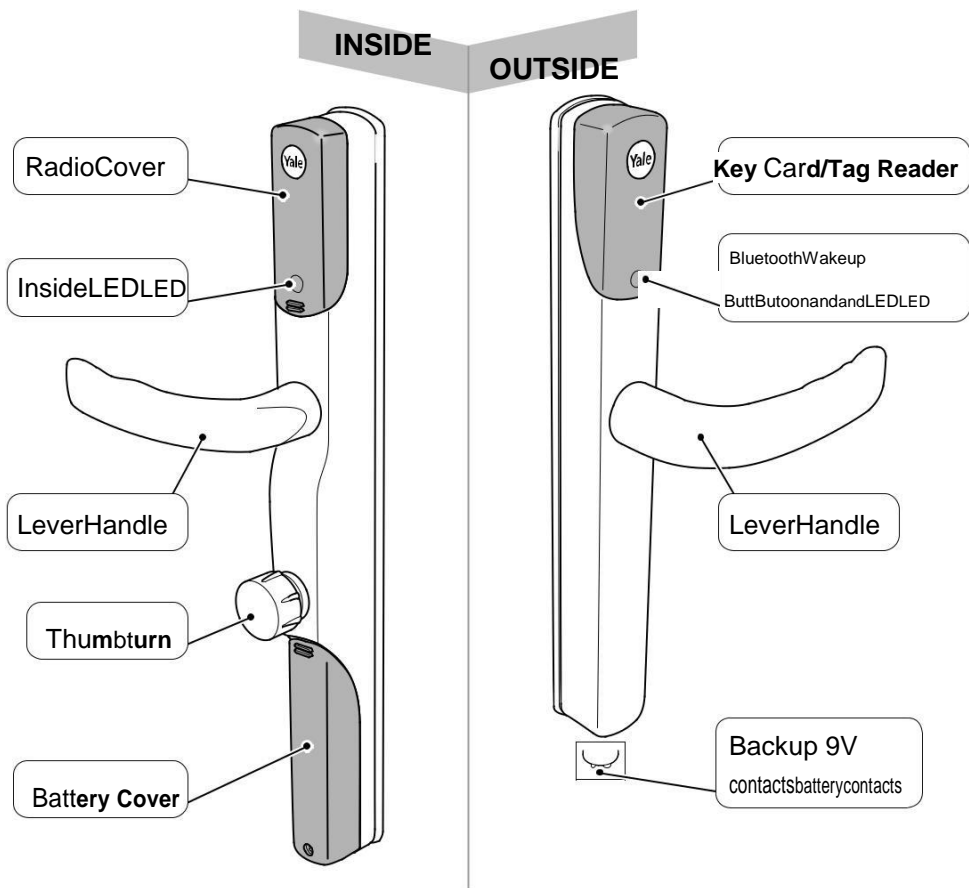 INSIDE
OUTSIDE
Yale
Yale
RadioCover
Key Card/Tag Reader
BluetoothWakeup
ButtButoonandandLEDLED
InsideLEDLED
LeverHandle
LeverHandle
Thumbturn
Backup 9V
contactsbatterycontacts
Battery Cover